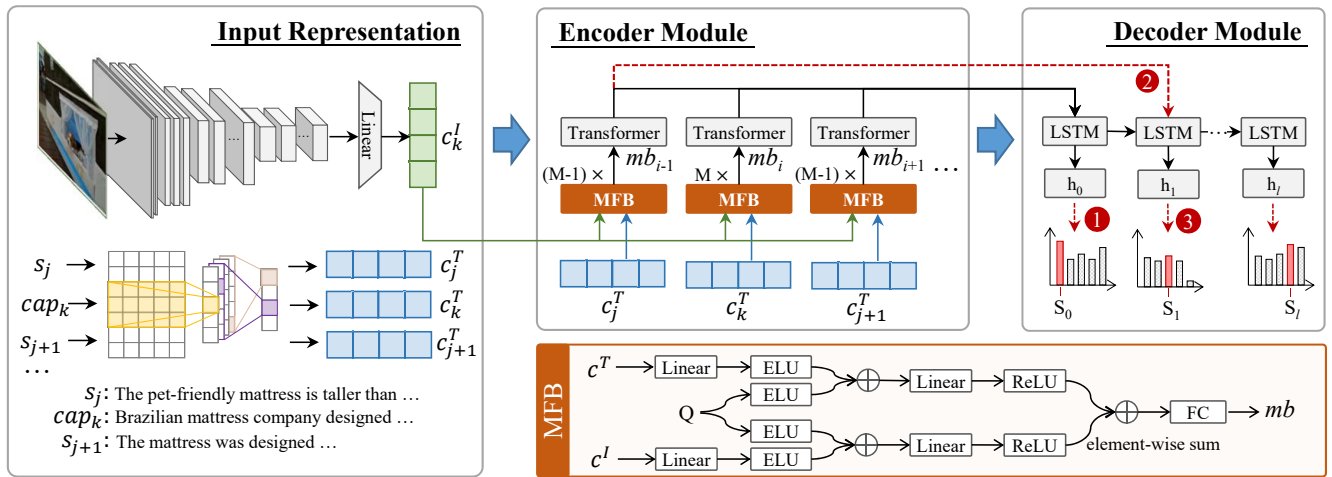 Input Representation
Linear
c_k^I
s_j
cap_k
s_{j+1}
...
c_j^T
c_k^T
c_{j+1}^T
s_j: The pet-friendly mattress is taller than …
cap_k: Brazilian mattress company designed …
s_{j+1}: The mattress was designed …
Encoder Module
Transformer Transformer Transformer
(M-1) × mb_{i-1} M × mb_i (M-1) × mb_{i+1} ...
MFB MFB MFB
c_j^T c_k^T c_{j+1}^T
Decoder Module
2
LSTM LSTM ... LSTM
h_0 h_1 h_l
1 3
S_0 S_1 S_l
MFB
c^T Linear ELU
ELU
Linear ReLU
Q
FC mb
ELU
Linear ReLU
element-wise sum
c^I Linear ELU